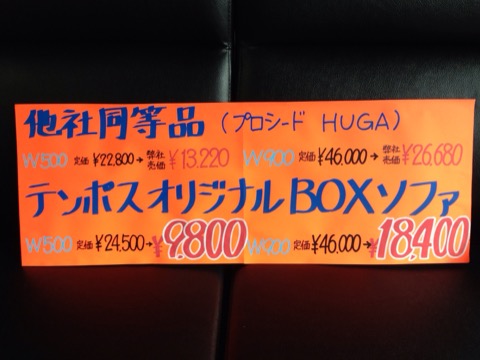 他社同等品 (プロシード HUGA)
W500 定価 ¥22,800→ 弊社売価 ¥13,220 W900 定価 ¥46,000→ 弊社売価 ¥26,680
テンポスオリジナルBOXソファ
W500 定価 ¥24,500→¥9,800 W900 定価 ¥46,000→¥18,400